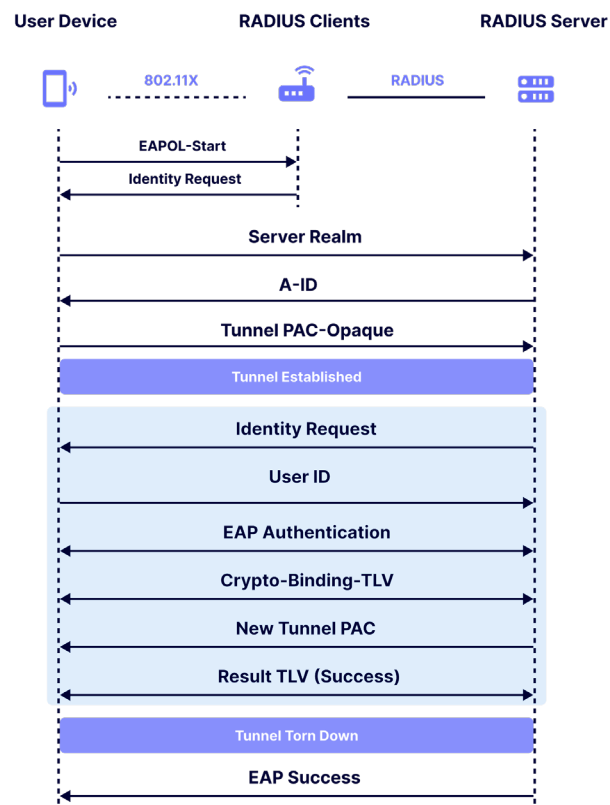 User Device RADIUS Clients RADIUS Server
802.11X RADIUS
EAPOL-Start
Identity Request
Server Realm
A-ID
Tunnel PAC-Opaque
Tunnel Established
Identity Request
User ID
EAP Authentication
Crypto-Binding-TLV
New Tunnel PAC
Result TLV (Success)
Tunnel Torn Down
EAP Success